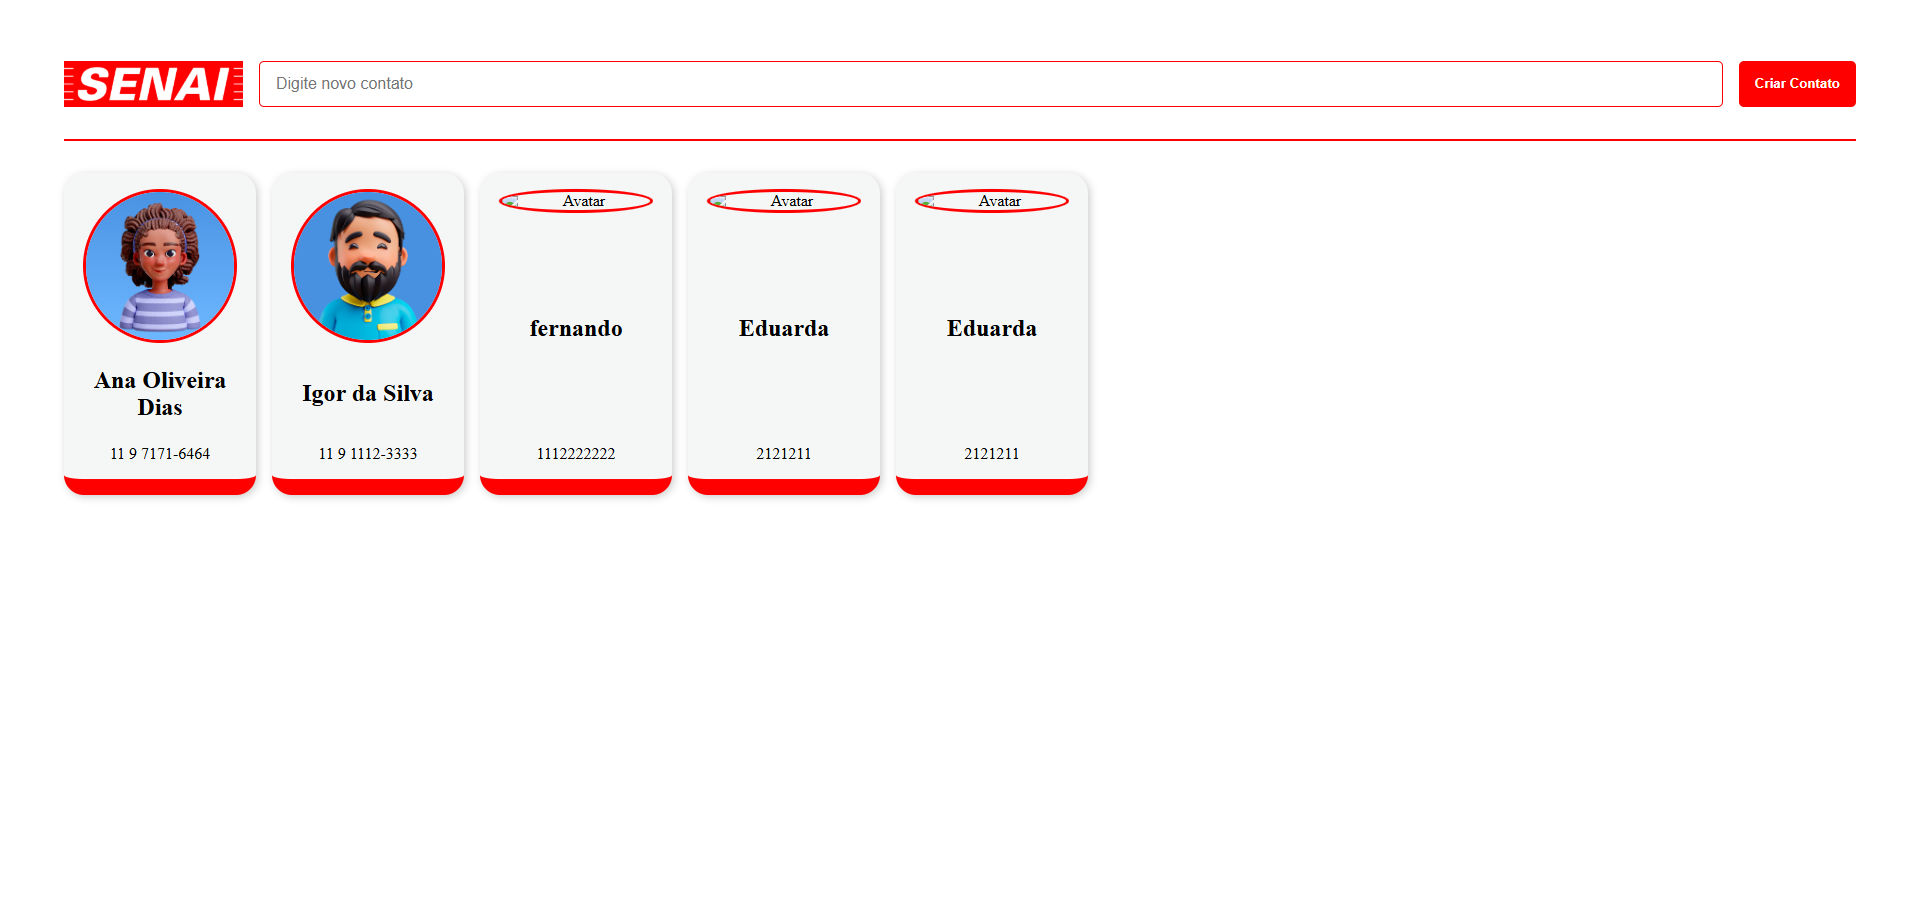 SENAI
Digite novo contato
Criar Contato
Ana Oliveira
Dias
11 9 7171-6464
Igor da Silva
11 9 1112-3333
Avatar
fernando
1112222222
Avatar
Eduarda
2121211
Avatar
Eduarda
2121211